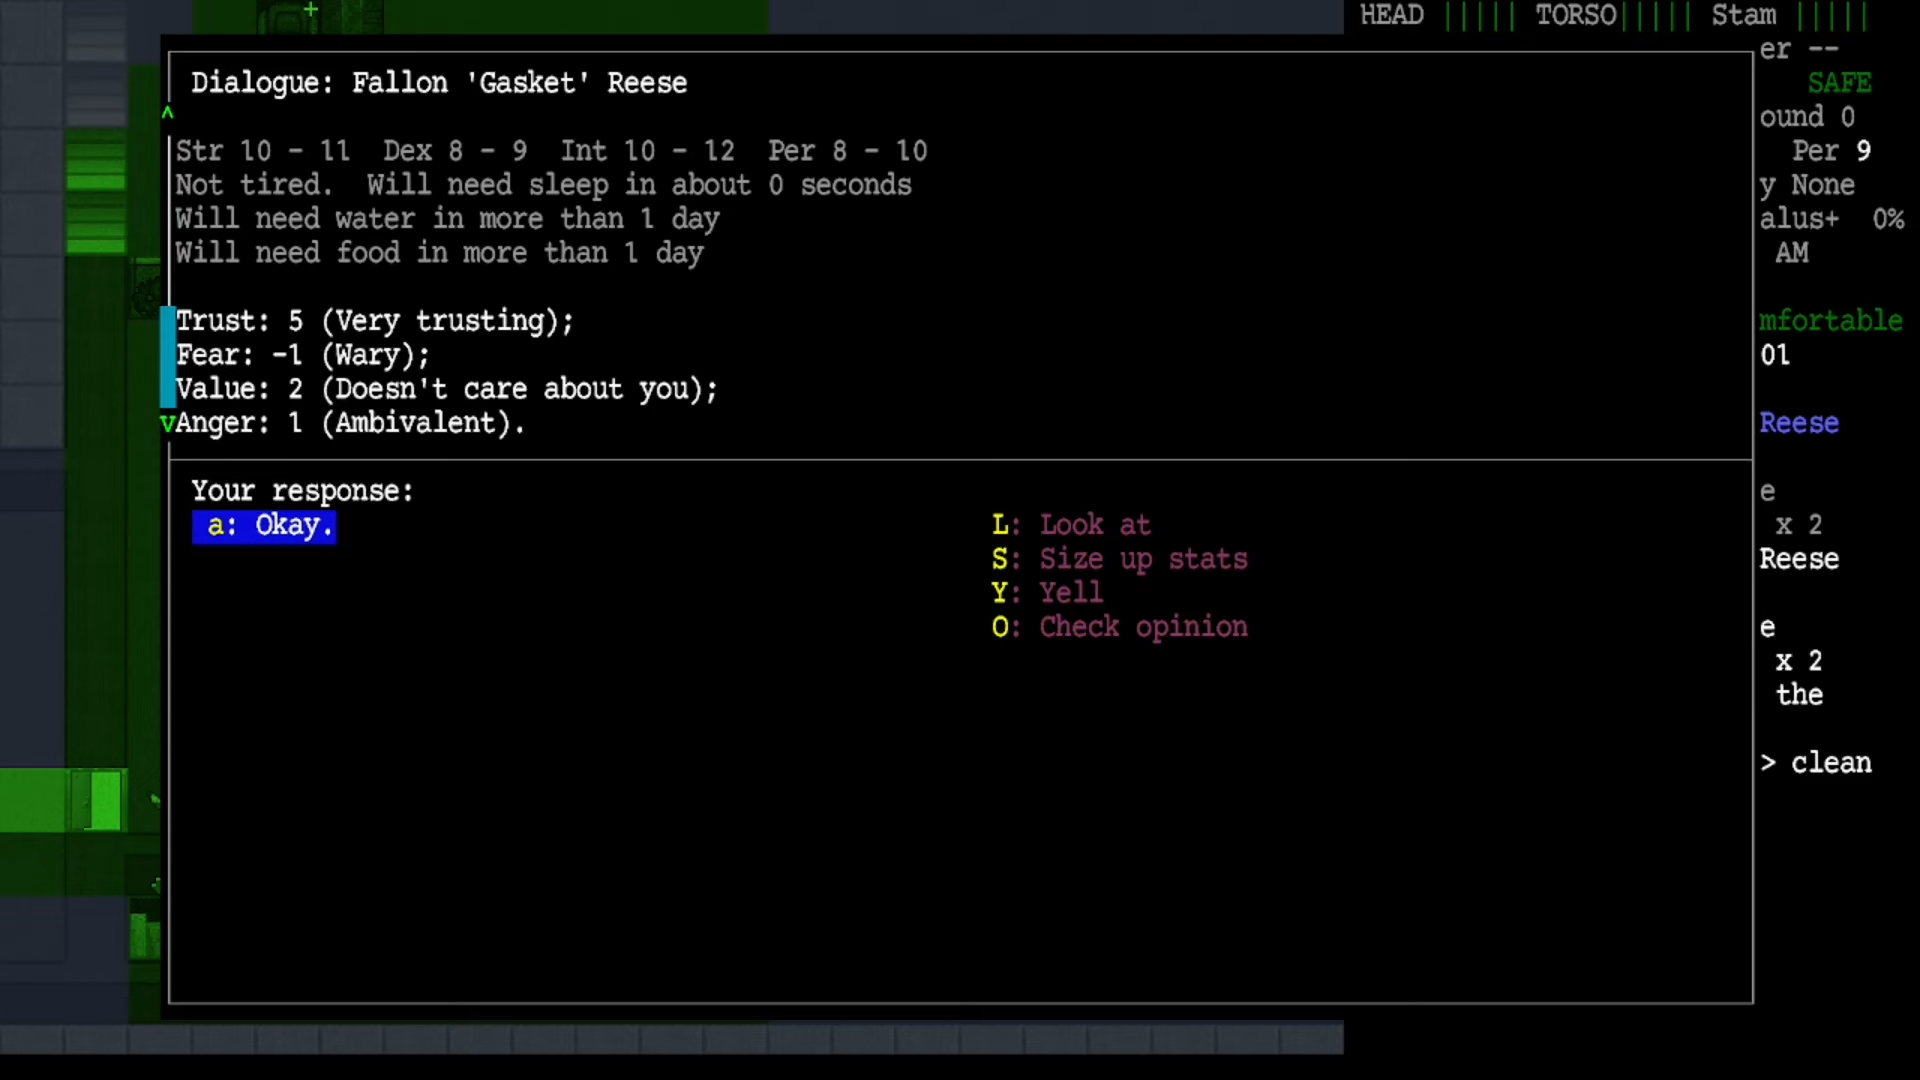 HEAD ||||| TORSO||||| Stam |||||
er --
Dialogue: Fallon 'Gasket' Reese
SAFE
^
ound 0
Str 10 - 11  Dex 8 - 9  Int 10 - 12  Per 8 - 10
Per 9
Not tired.  Will need sleep in about 0 seconds
y None
Will need water in more than 1 day
alus+  0%
Will need food in more than 1 day
AM
Trust: 5 (Very trusting);
mfortable
Fear: -1 (Wary);
01
Value: 2 (Doesn't care about you);
vAnger: 1 (Ambivalent).
Reese
Your response:
e
a: Okay.
L: Look at
x 2
S: Size up stats
Reese
Y: Yell
O: Check opinion
e
x 2
the
> clean